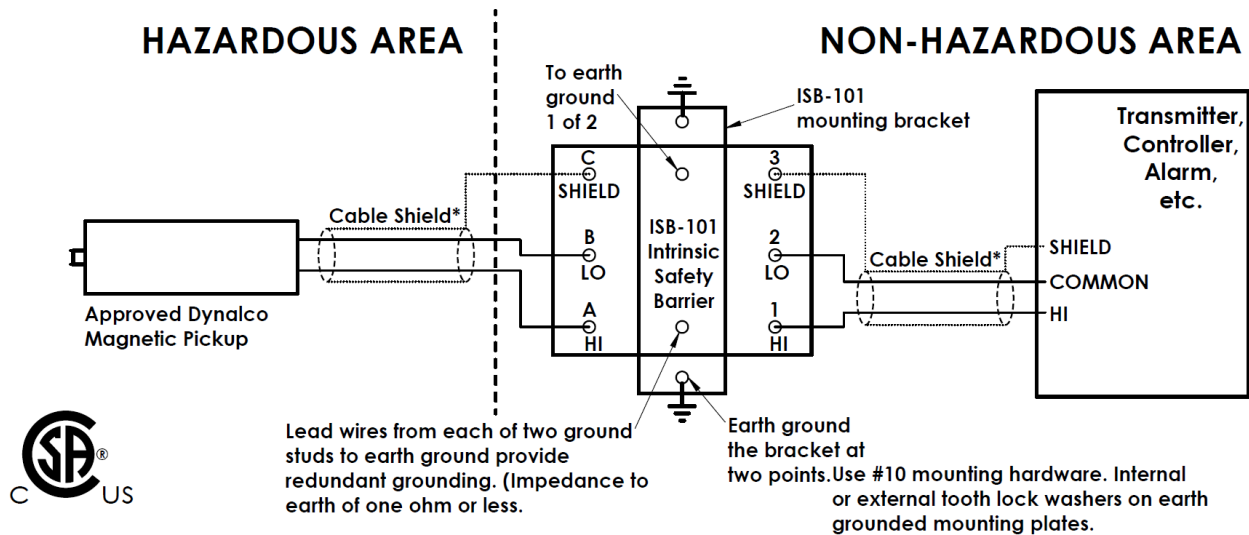 HAZARDOUS AREA
NON-HAZARDOUS AREA
To earth
ground
1 of 2
ISB-101
mounting bracket
Transmitter,
Controller,
Alarm,
etc.
C
SHIELD
3
SHIELD
Cable Shield*
ISB-101
Intrinsic
Safety
Barrier
B
LO
2
LO
A
HI
1
HI
Cable Shield*
SHIELD
COMMON
HI
Approved Dynalco
Magnetic Pickup
Lead wires from each of two ground
studs to earth ground provide
redundant grounding. (Impedance to
earth of one ohm or less.
Earth ground
the bracket at
two points.
Use #10 mounting hardware. Internal
or external tooth lock washers on earth
grounded mounting plates.
CSA®
C US